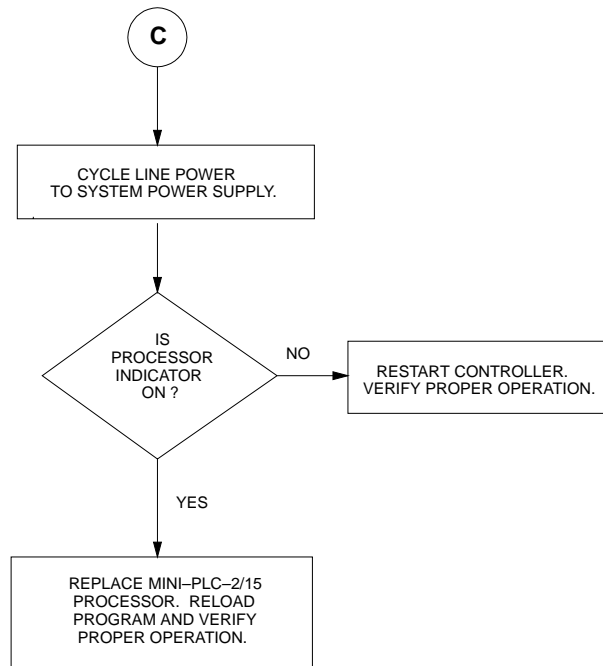 C
CYCLE LINE POWER
TO SYSTEM POWER SUPPLY.
IS
PROCESSOR
INDICATOR
ON ?
NO
RESTART CONTROLLER.
VERIFY PROPER OPERATION.
YES
REPLACE MINI–PLC–2/15
PROCESSOR. RELOAD
PROGRAM AND VERIFY
PROPER OPERATION.